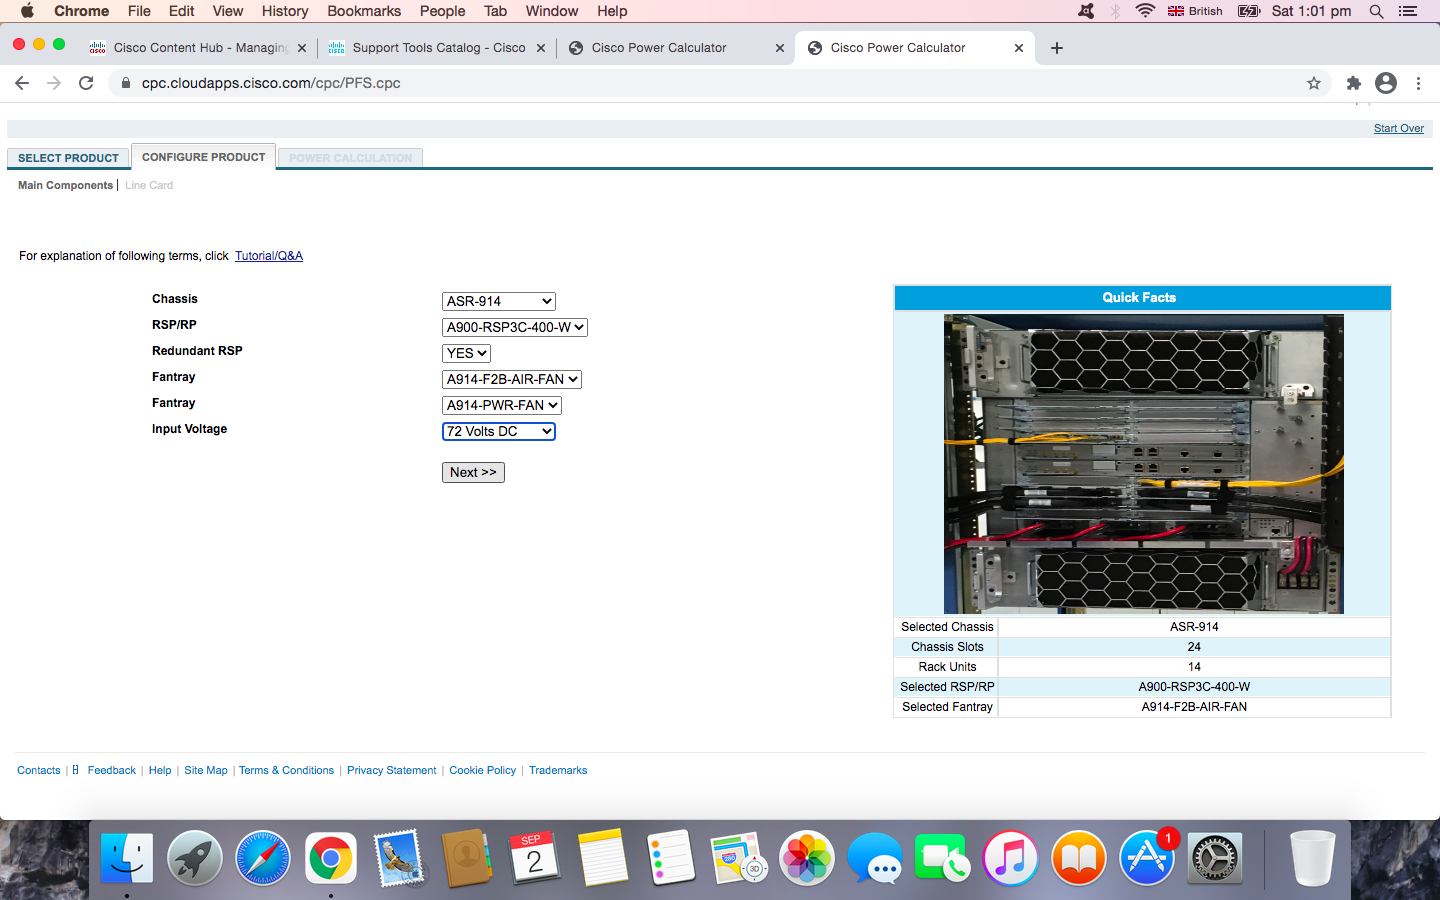 Chrome File Edit View History Bookmarks People Tab Window Help British Sat 1:01 pm
Cisco Content Hub - Managing Support Tools Catalog - Cisco Cisco Power Calculator Cisco Power Calculator
cpc.cloudapps.cisco.com/cpc/PFS.cpc
Start Over
SELECT PRODUCT CONFIGURE PRODUCT POWER CALCULATION
Main Components | Line Card
For explanation of following terms, click Tutorial/Q&A
Chassis ASR-914
RSP/RP A900-RSP3C-400-W
Redundant RSP YES
Fantray A914-F2B-AIR-FAN
Fantray A914-PWR-FAN
Input Voltage 72 Volts DC
Next >>
Quick Facts
Selected Chassis ASR-914
Chassis Slots 24
Rack Units 14
Selected RSP/RP A900-RSP3C-400-W
Selected Fantray A914-F2B-AIR-FAN
Contacts | Feedback | Help | Site Map | Terms & Conditions | Privacy Statement | Cookie Policy | Trademarks
SEP
2
280
3D
1